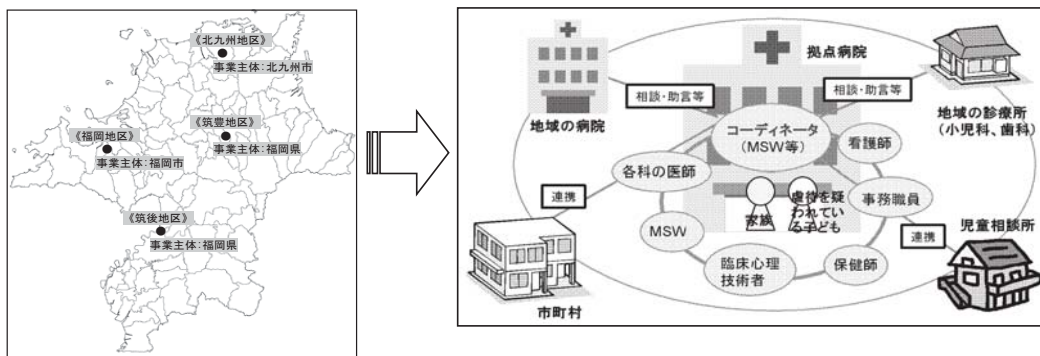 《北九州地区》
事業主体:北九州市
《福岡地区》
事業主体:福岡市
《筑豊地区》
事業主体:福岡県
《筑後地区》
事業主体:福岡県
拠点病院
地域の病院
相談・助言等
相談・助言等
地域の診療所
(小児科、歯科)
コーディネータ
(MSW等)
看護師
各科の医師
連携
家族
虐待を疑
われてい
る子ども
事務職員
児童相談所
連携
MSW
臨床心理
技術者
保健師
市町村